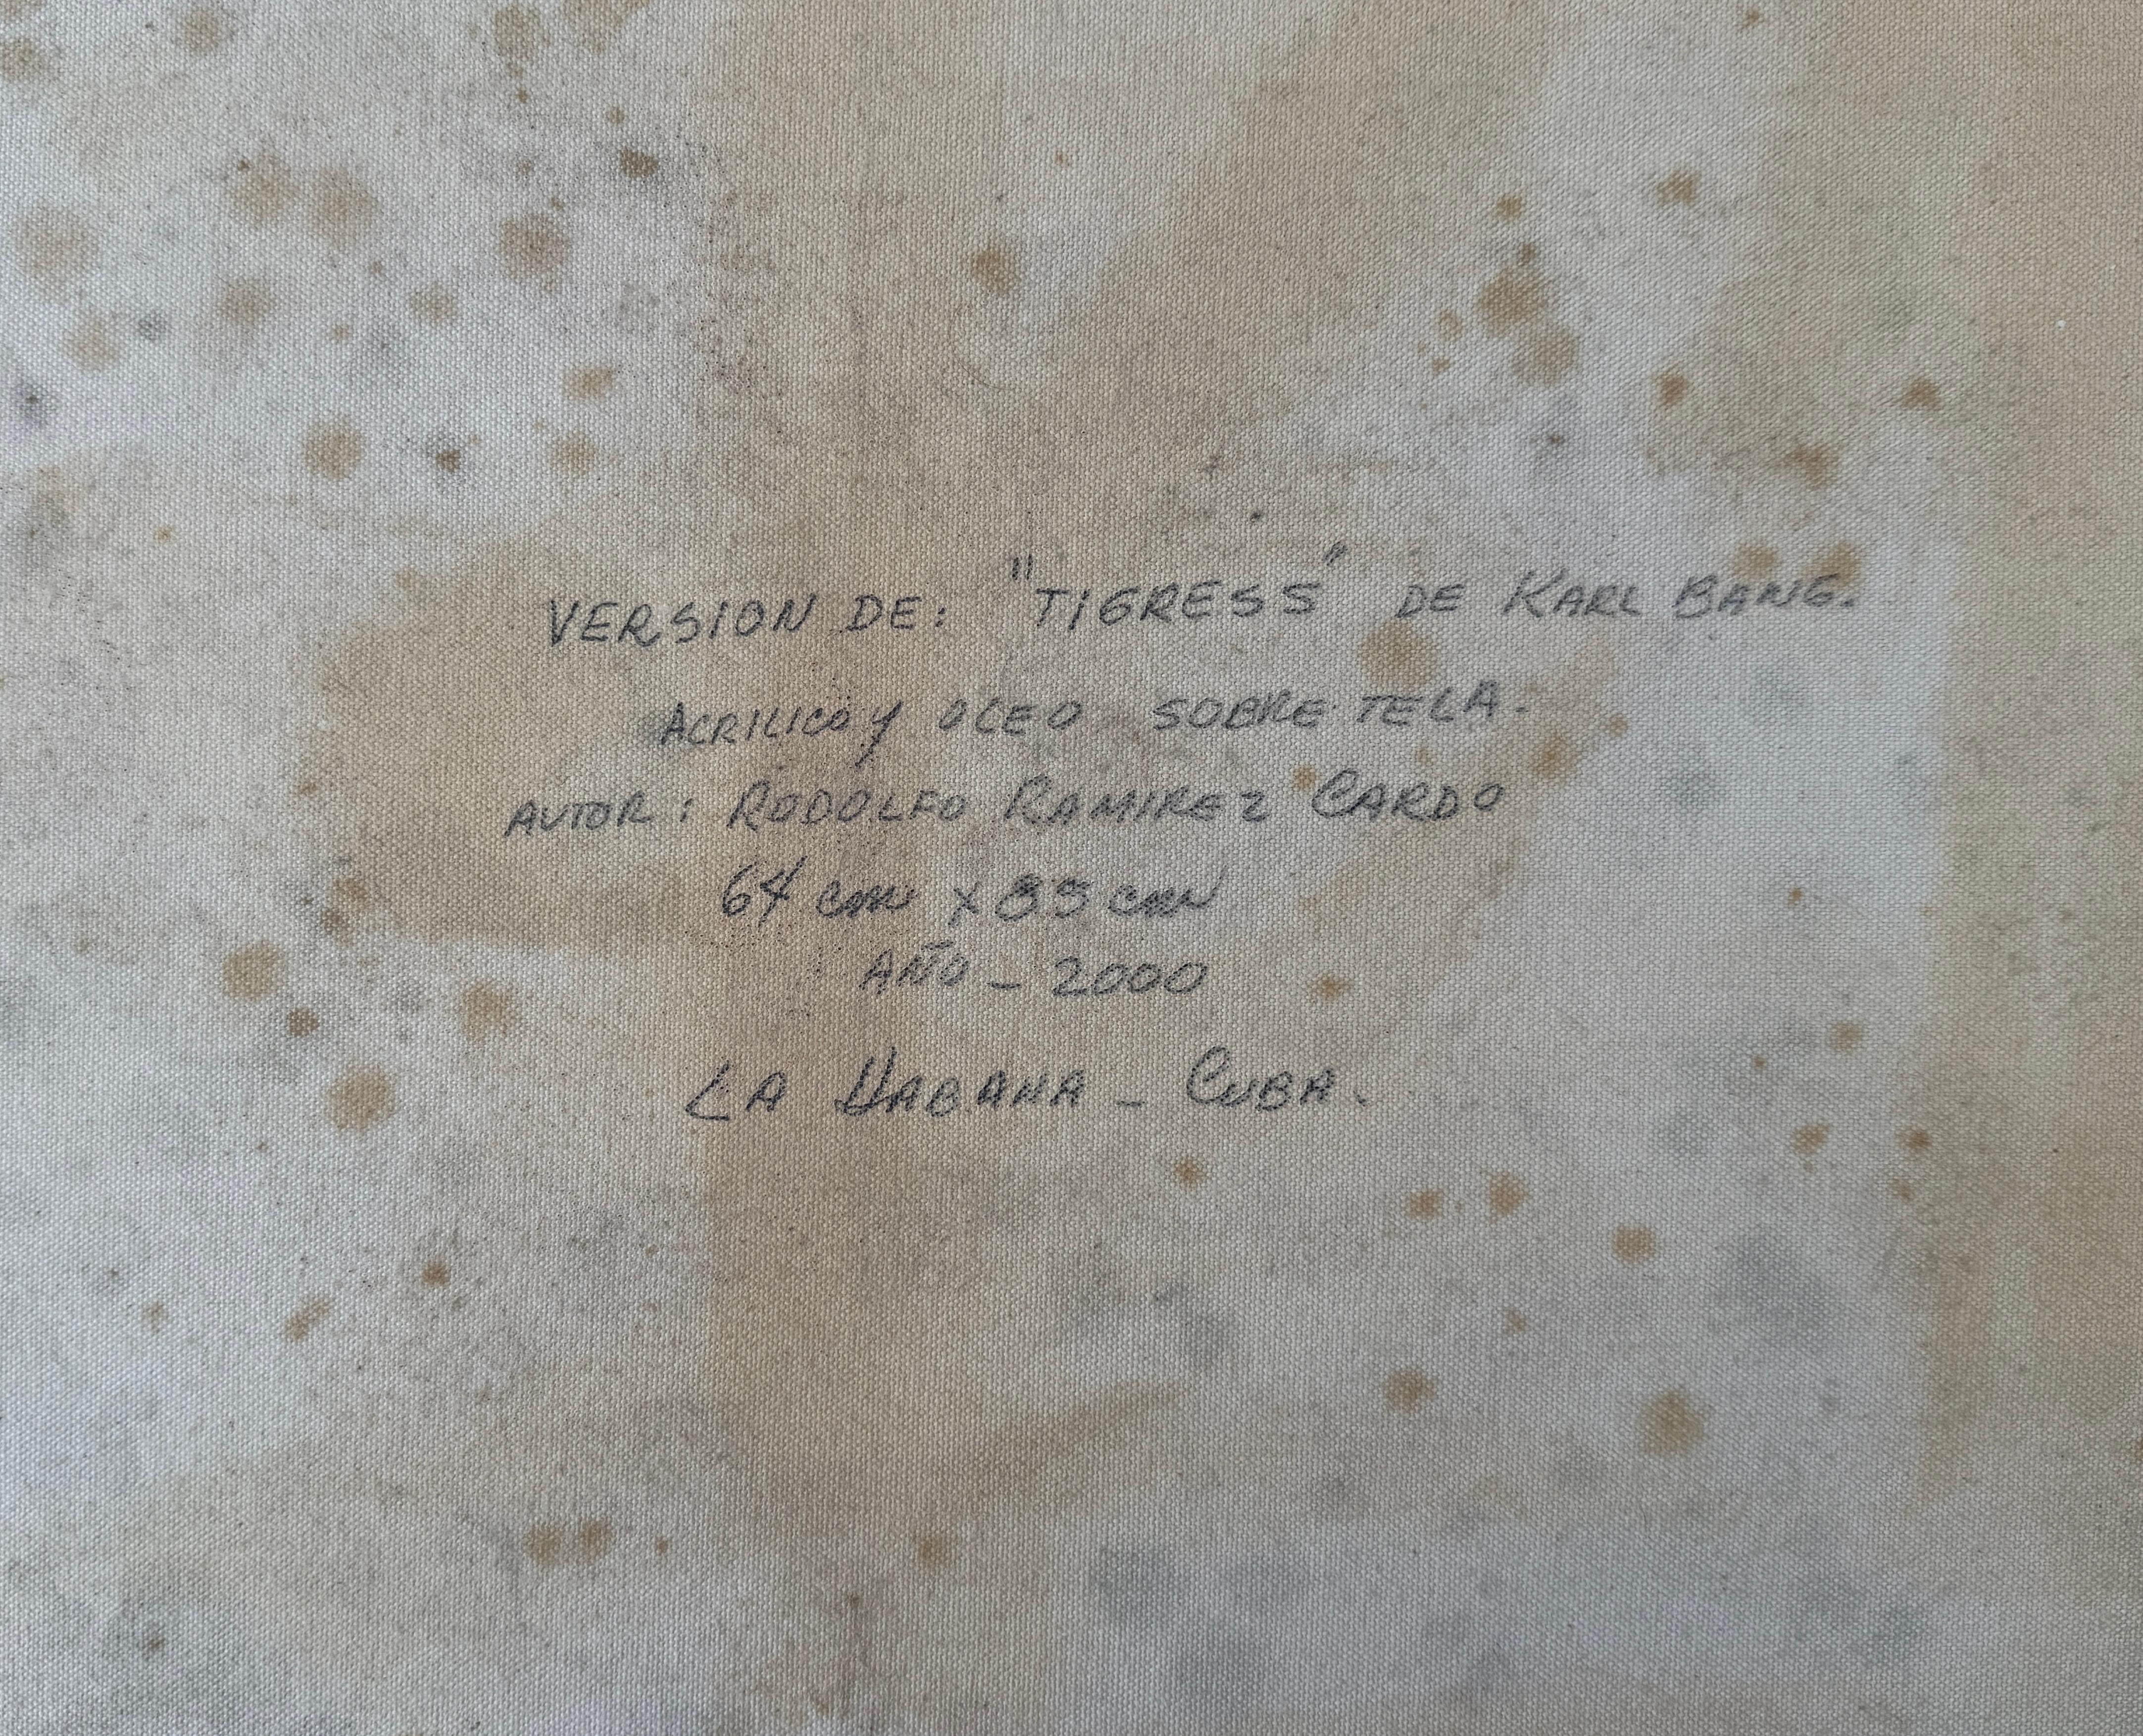 VERSION DE: "TIGRESS" DE KARL BANG.
ACRILICO Y OLEO SOBRE TELA.
AUTOR: RODOLFO RAMIREZ CARDO
64 cm X cm
AÑO - 2000
LA HABANA - CUBA.